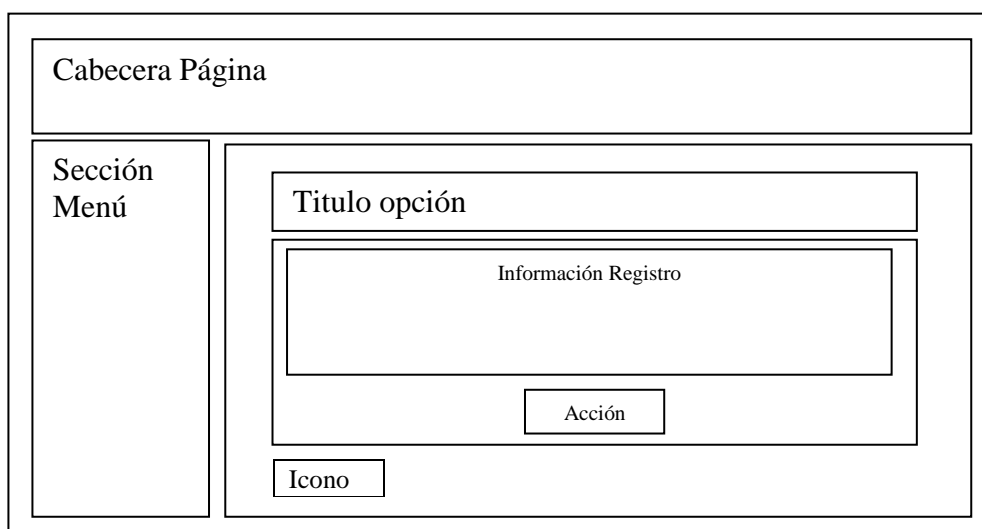 Cabecera Página
Sección
Menú
Titulo opción
Información Registro
Acción
Icono